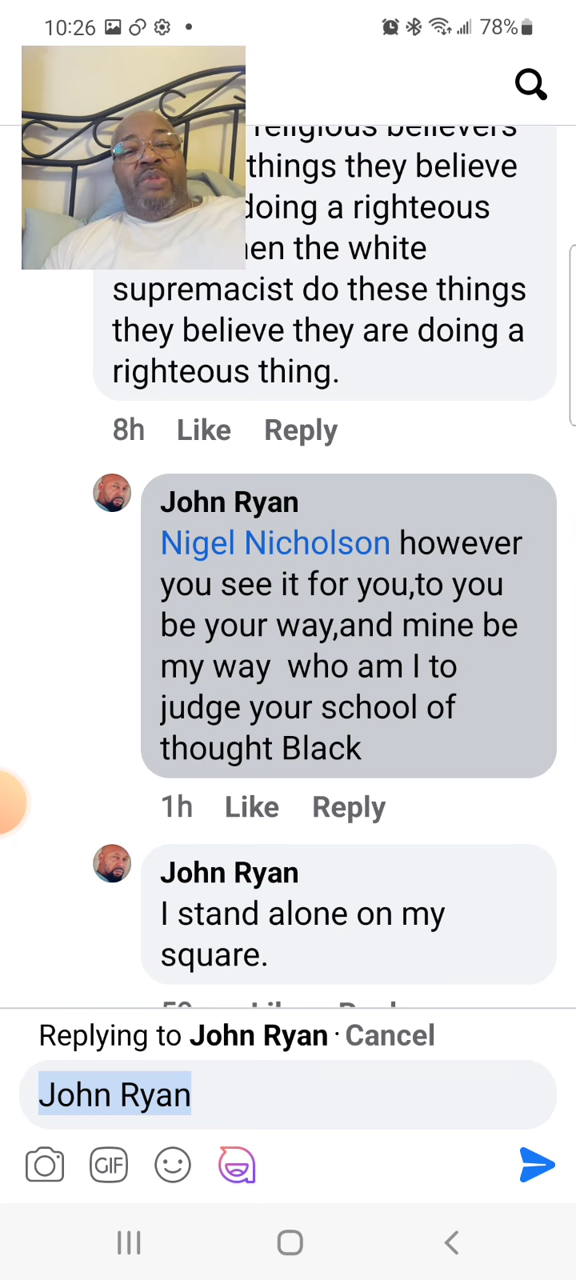 10:26
78%
religious believers
things they believe
doing a righteous
the white
supremacist do these things
they believe they are doing a
righteous thing.
8h Like Reply
John Ryan
Nigel Nicholson however
you see it for you,to you
be your way,and mine be
my way who am I to
judge your school of
thought Black
1h Like Reply
John Ryan
I stand alone on my
square.
Replying to John Ryan · Cancel
John Ryan
GIF